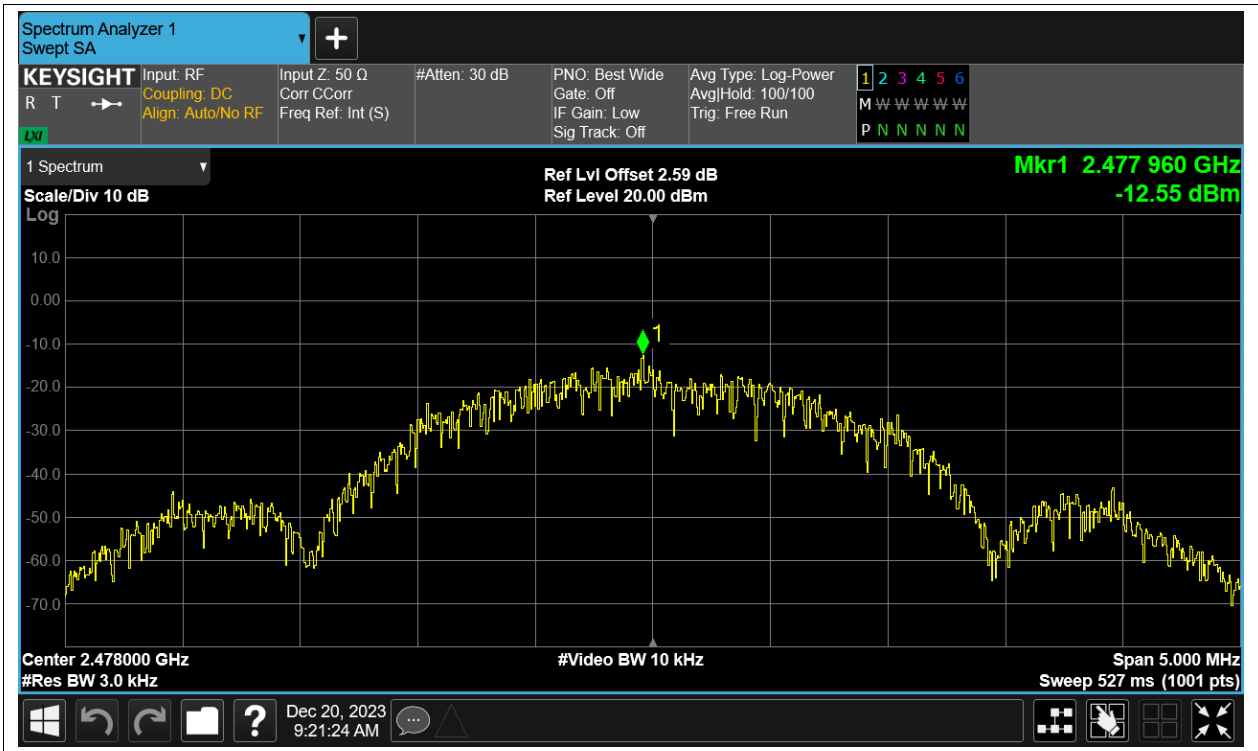 Spectrum Analyzer 1
Swept SA
KEYSIGHT
R T
LXI
Input: RF
Coupling: DC
Align: Auto/No RF
Input Z: 50 Ω
Corr CCorr
Freq Ref: Int (S)
#Atten: 30 dB
PNO: Best Wide
Gate: Off
IF Gain: Low
Sig Track: Off
Avg Type: Log-Power
Avg|Hold: 100/100
Trig: Free Run
1 2 3 4 5 6
M W W W W W
P N N N N N
1 Spectrum
Scale/Div 10 dB
Log
Ref Lvl Offset 2.59 dB
Ref Level 20.00 dBm
Mkr1 2.477 960 GHz
-12.55 dBm
10.0
0.00
-10.0
-20.0
-30.0
-40.0
-50.0
-60.0
-70.0
1
Center 2.478000 GHz
#Res BW 3.0 kHz
#Video BW 10 kHz
Span 5.000 MHz
Sweep 527 ms (1001 pts)
?
Dec 20, 2023
9:21:24 AM